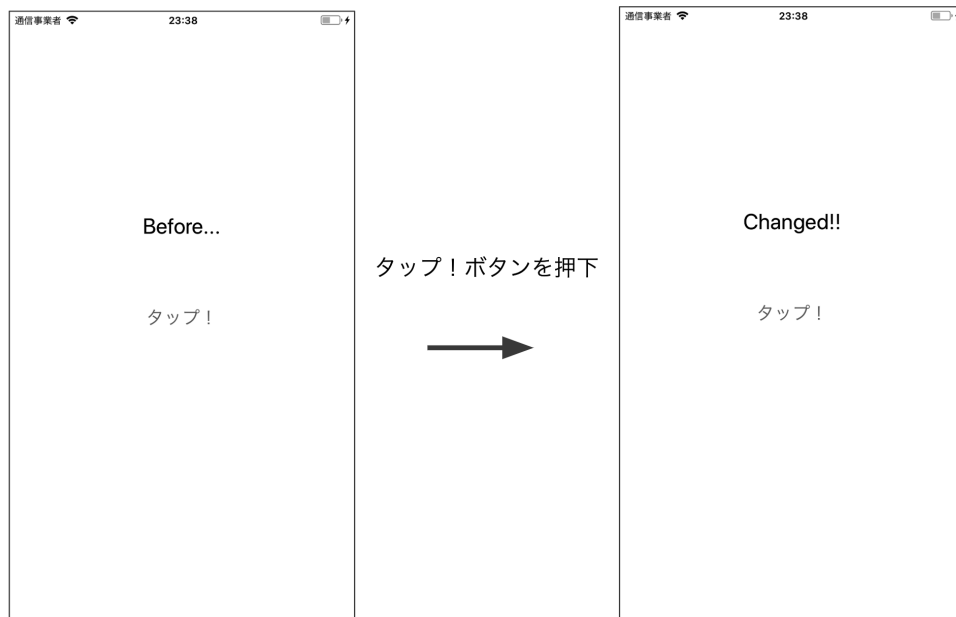 通信事業者 23:38
Before...
タップ！
タップ！ボタンを押下
通信事業者 23:38
Changed!!
タップ！